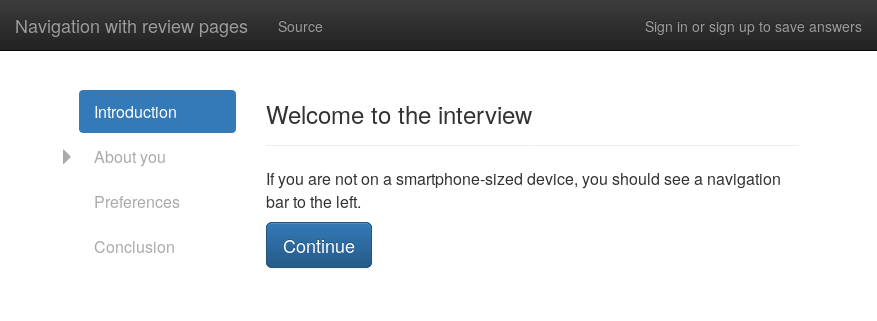 Navigation with review pages
Source
Sign in or sign up to save answers
Introduction
About you
Preferences
Conclusion
Welcome to the interview
If you are not on a smartphone-sized device, you should see a navigation
bar to the left.
Continue